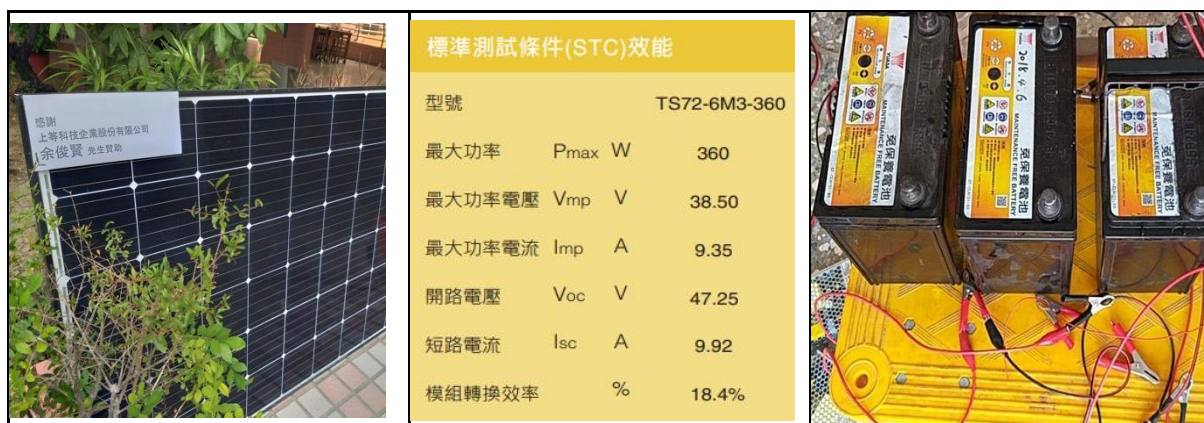 感謝
上等科技企業股份有限公司
余俊賢 先生贊助
標準測試條件(STC)效能
型號 TS72-6M3-360
最大功率 Pmax W 360
最大功率電壓 Vmp V 38.50
最大功率電流 Imp A 9.35
開路電壓 Voc V 47.25
短路電流 Isc A 9.92
模組轉換效率 % 18.4%
YUASA
免保養電池
MAINTENANCE FREE BATTERY
2018.4.6
免保養電池
MAINTENANCE FREE BATTERY
免保養電池
MAINTENANCE FREE BATTERY